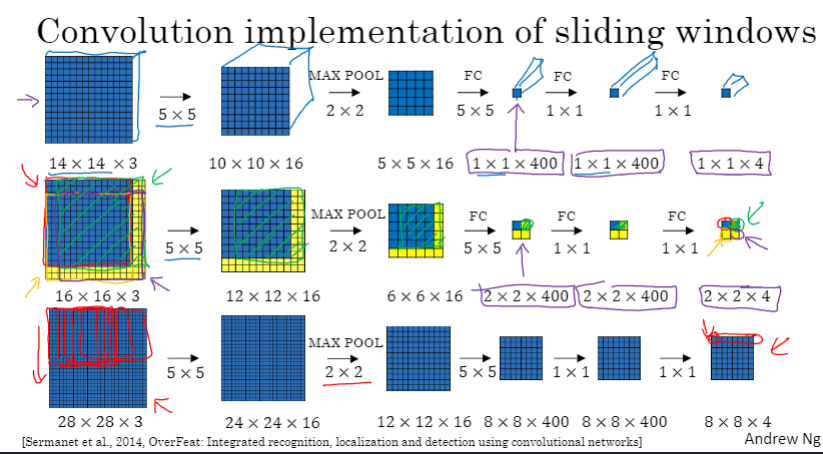 Convolution implementation of sliding windows
MAX POOL FC FC FC
5 × 5 2 × 2 5 × 5 1 × 1 1 × 1
14 × 14 × 3 10 × 10 × 16 5 × 5 × 16 1 × 1 × 400 1 × 1 × 400 1 × 1 × 4
MAX POOL FC FC FC
5 × 5 2 × 2 5 × 5 1 × 1 1 × 1
16 × 16 × 3 12 × 12 × 16 6 × 6 × 16 2 × 2 × 400 2 × 2 × 400 2 × 2 × 4
MAX POOL
5 × 5 2 × 2 5 × 5 1 × 1 1 × 1
28 × 28 × 3 24 × 24 × 16 12 × 12 × 16 8 × 8 × 400 8 × 8 × 400 8 × 8 × 4
[Sermanet et al., 2014, OverFeat: Integrated recognition, localization and detection using convolutional networks] Andrew Ng